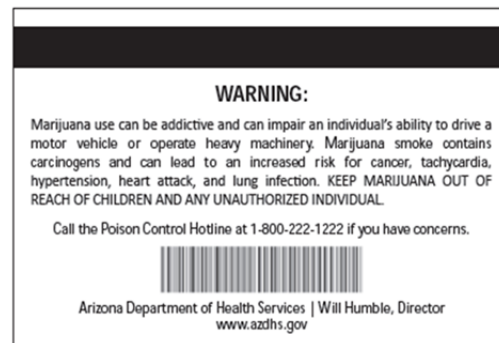 WARNING:
Marijuana use can be addictive and can impair an individual's ability to drive a
motor vehicle or operate heavy machinery. Marijuana smoke contains
carcinogens and can lead to an increased risk for cancer, tachycardia,
hypertension, heart attack, and lung infection. KEEP MARIJUANA OUT OF
REACH OF CHILDREN AND ANY UNAUTHORIZED INDIVIDUAL.
Call the Poison Control Hotline at 1-800-222-1222 if you have concerns.
Arizona Department of Health Services | Will Humble, Director
www.azdhs.gov